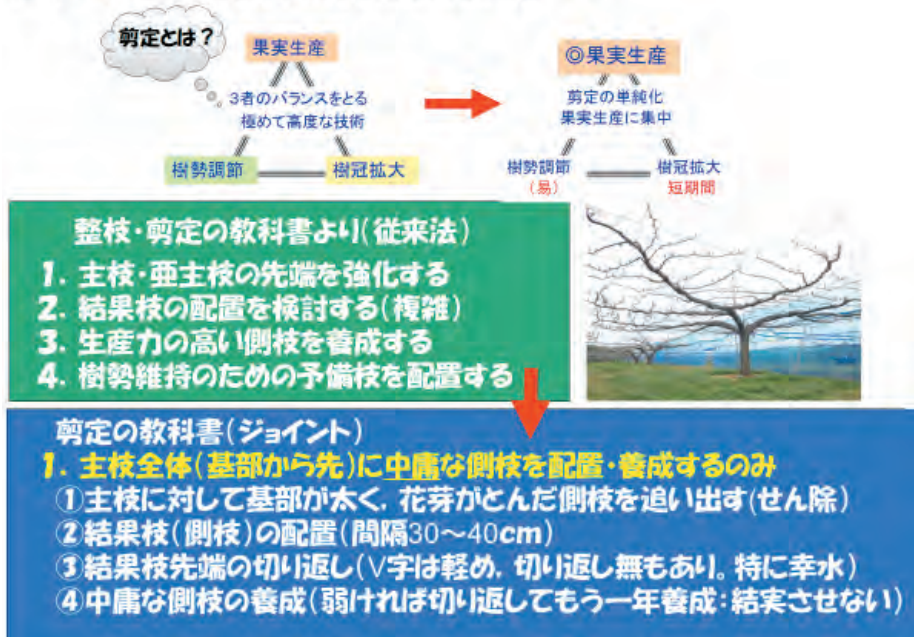 剪定とは？
果実生産
3者のバランスをとる
極めて高度な技術
樹勢調節
樹冠拡大
◎果実生産
剪定の単純化
果実生産に集中
樹勢調節
(易)
樹冠拡大
短期間
整枝・剪定の教科書より(従来法)
1. 主枝・亜主枝の先端を強化する
2. 結果枝の配置を検討する(複雑)
3. 生産力の高い側枝を養成する
4. 樹勢維持のための予備枝を配置する
剪定の教科書(ジョイント)
1. 主枝全体(基部から先)に中庸な側枝を配置・養成するのみ
①主枝に対して基部が太く，花芽がとんだ側枝を追い出す(せん除)
②結果枝(側枝)の配置(間隔30～40cm)
③結果枝先端の切り返し(V字は軽め，切り返し無もあり。特に幸水)
④中庸な側枝の養成(弱ければ切り返してもう一年養成：結実させない)